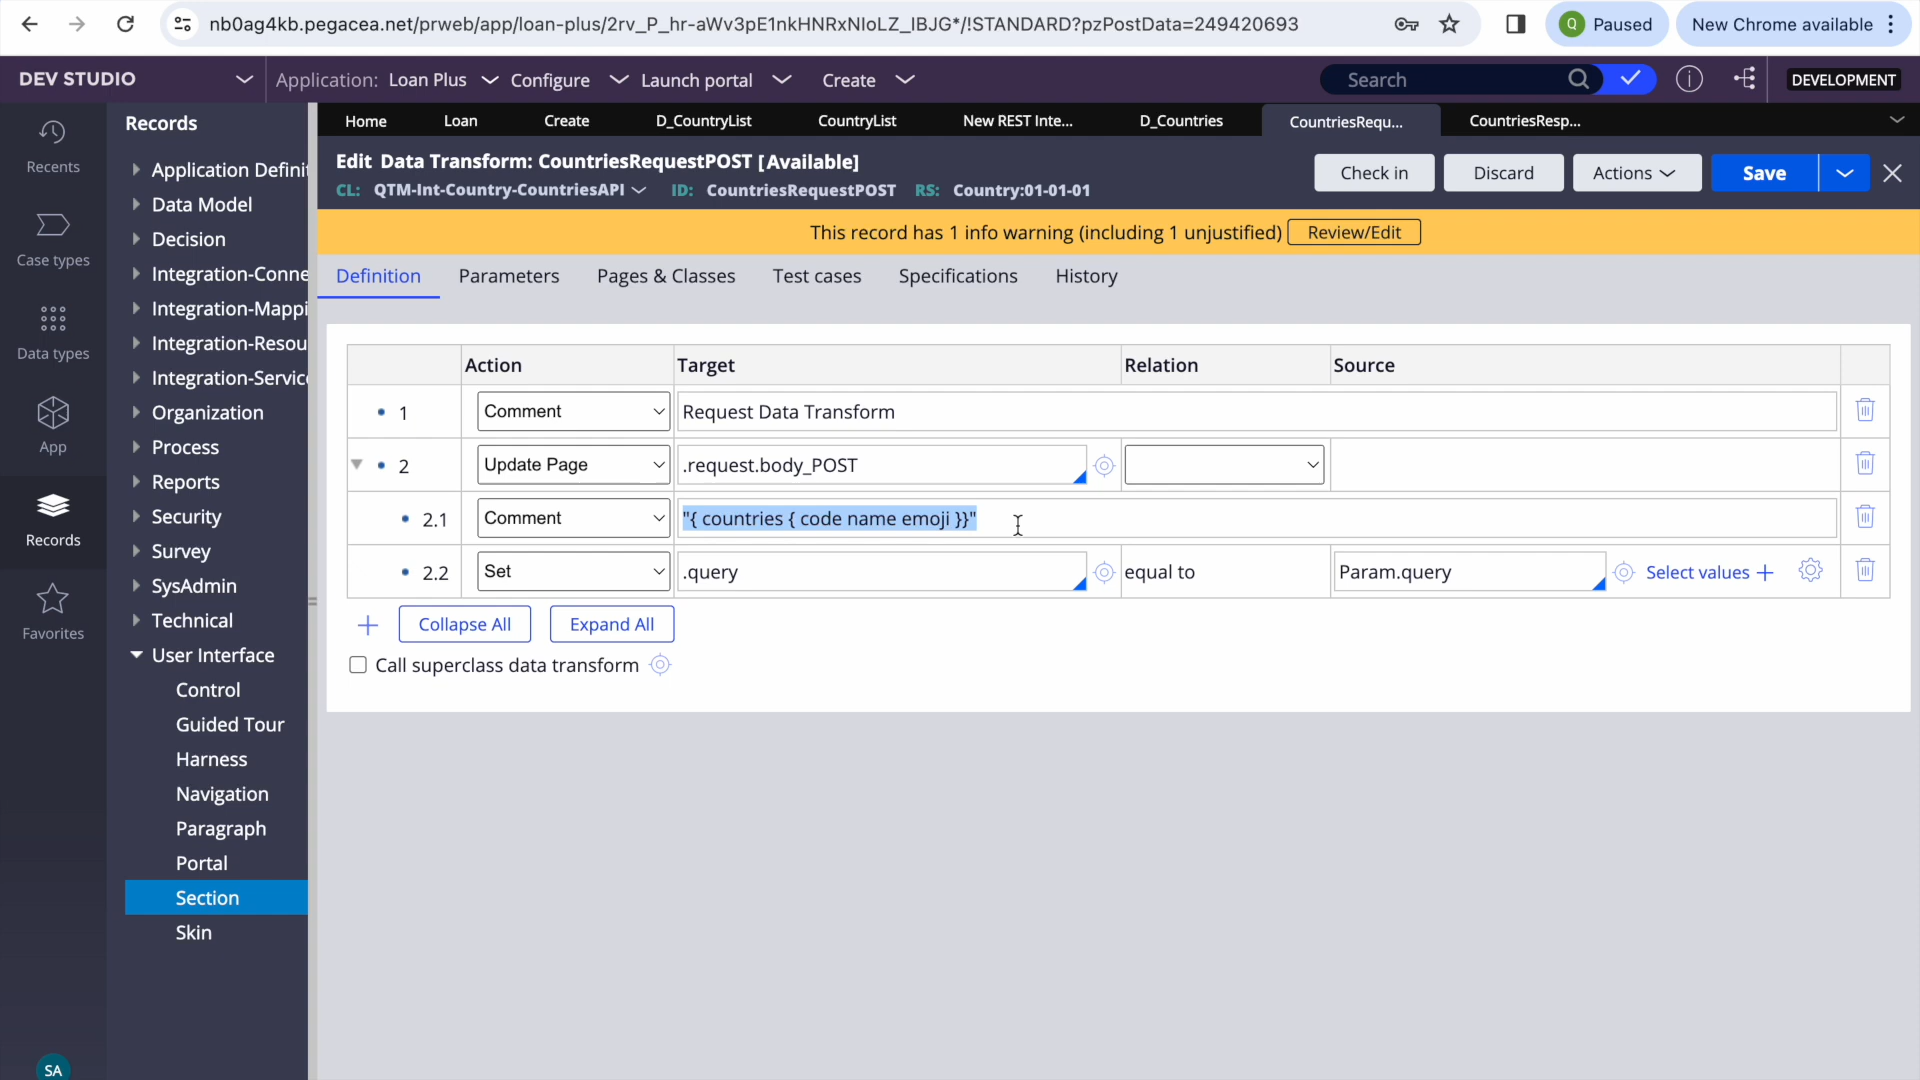 nb0ag4kb.pegacea.net/prweb/app/loan-plus/2rv_P_hr-aWv3pE1nkHNRxNIoLZ_IBJG*/!STANDARD?pzPostData=249420693
Q Paused
New Chrome available
DEV STUDIO
Application: Loan Plus
Configure
Launch portal
Create
Search
DEVELOPMENT
Recents
Case types
Data types
App
Records
Favorites
SA
Records
Application Defini
Data Model
Decision
Integration-Conne
Integration-Mappi
Integration-Resou
Integration-Servic
Organization
Process
Reports
Security
Survey
SysAdmin
Technical
User Interface
Control
Guided Tour
Harness
Navigation
Paragraph
Portal
Section
Skin
Home
Loan
Create
D_CountryList
CountryList
New REST Inte...
D_Countries
CountriesRequ...
CountriesResp...
Edit Data Transform: CountriesRequestPOST [Available]
CL: QTM-Int-Country-CountriesAPI ID: CountriesRequestPOST RS: Country:01-01-01
Check in
Discard
Actions
Save
This record has 1 info warning (including 1 unjustified) Review/Edit
Definition
Parameters
Pages & Classes
Test cases
Specifications
History
Action Target Relation Source
1 Comment Request Data Transform
2 Update Page .request.body_POST
2.1 Comment "{ countries { code name emoji }}"
2.2 Set .query equal to Param.query Select values
Collapse All
Expand All
Call superclass data transform